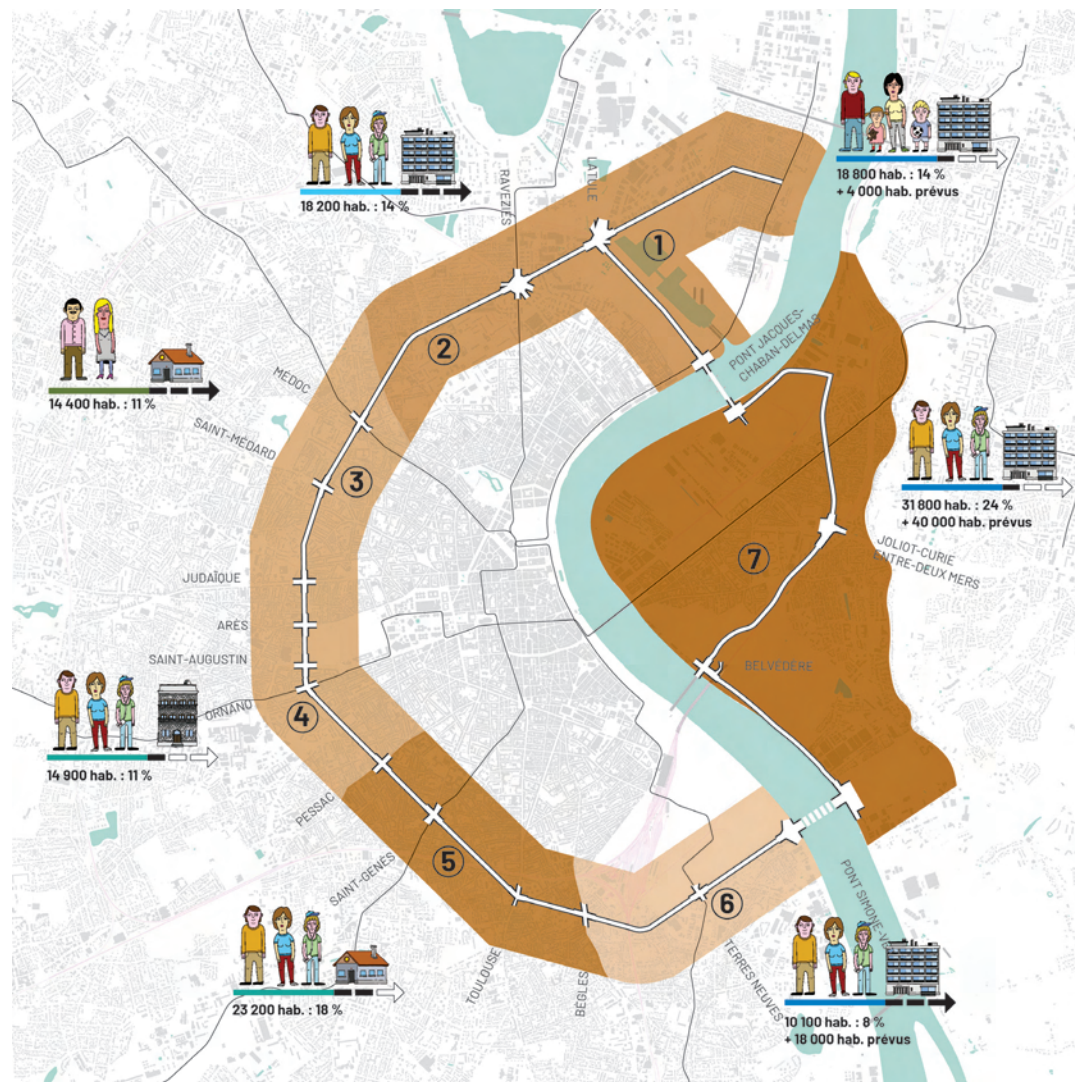 18 200 hab. : 14 %
18 800 hab. : 14 %
+ 4 000 hab. prévus
RAVEZIÈS
LATULE
1
2
PONT JACQUES-
CHABAN-DELMAS
14 400 hab. : 11 %
MÉDOC
SAINT-MÉDARD
3
31 800 hab. : 24 %
+ 40 000 hab. prévus
JOLIOT-CURIE
ENTRE-DEUX MERS
7
JUDAÏQUE
ARÈS
SAINT-AUGUSTIN
BELVÉDÈRE
ORNANO
4
14 900 hab. : 11 %
PESSAC
SAINT-GENÈS
5
6
PONT SIMONE-
TERRES NEUVES
TOULOUSE
BÈGLES
23 200 hab. : 18 %
10 100 hab. : 8 %
+ 18 000 hab. prévus